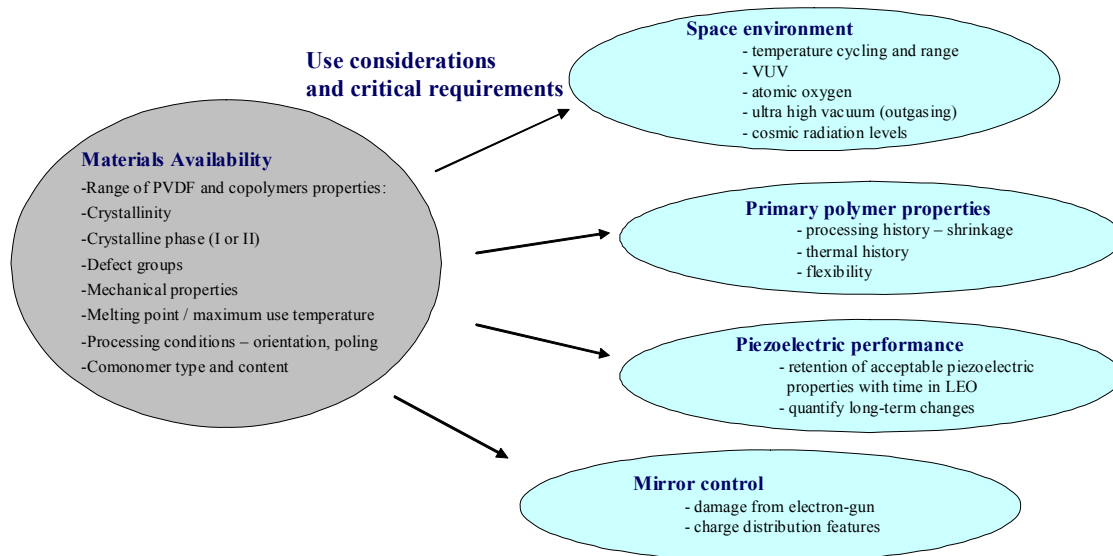 Use considerations
and critical requirements
Materials Availability
-Range of PVDF and copolymers properties:
-Crystallinity
-Crystalline phase (I or II)
-Defect groups
-Mechanical properties
-Melting point / maximum use temperature
-Processing conditions – orientation, poling
-Comonomer type and content
Space environment
- temperature cycling and range
- VUV
- atomic oxygen
- ultra high vacuum (outgasing)
- cosmic radiation levels
Primary polymer properties
- processing history – shrinkage
- thermal history
- flexibility
Piezoelectric performance
- retention of acceptable piezoelectric
properties with time in LEO
- quantify long-term changes
Mirror control
- damage from electron-gun
- charge distribution features